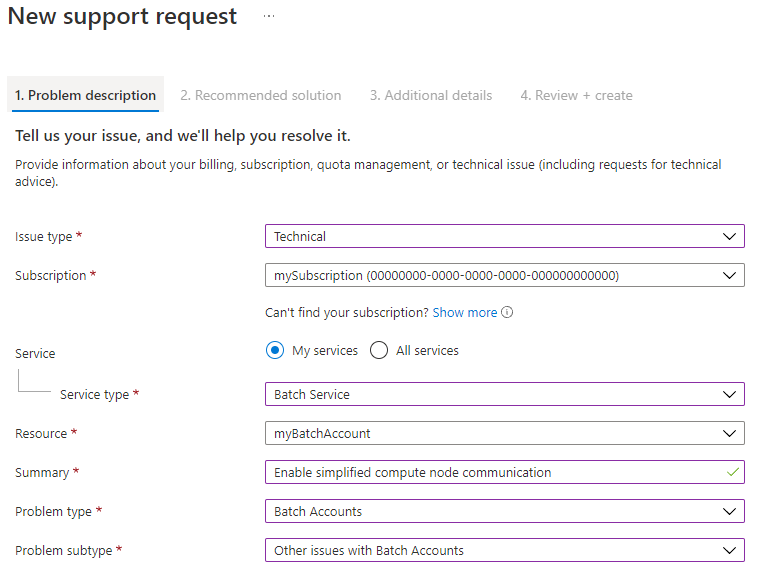 New support request ...
1. Problem description 2. Recommended solution 3. Additional details 4. Review + create
Tell us your issue, and we'll help you resolve it.
Provide information about your billing, subscription, quota management, or technical issue (including requests for technical
advice).
Issue type * Technical
Subscription * mySubscription (00000000-0000-0000-0000-000000000000)
Can't find your subscription? Show more
Service My services All services
Service type * Batch Service
Resource * myBatchAccount
Summary * Enable simplified compute node communication
Problem type * Batch Accounts
Problem subtype * Other issues with Batch Accounts